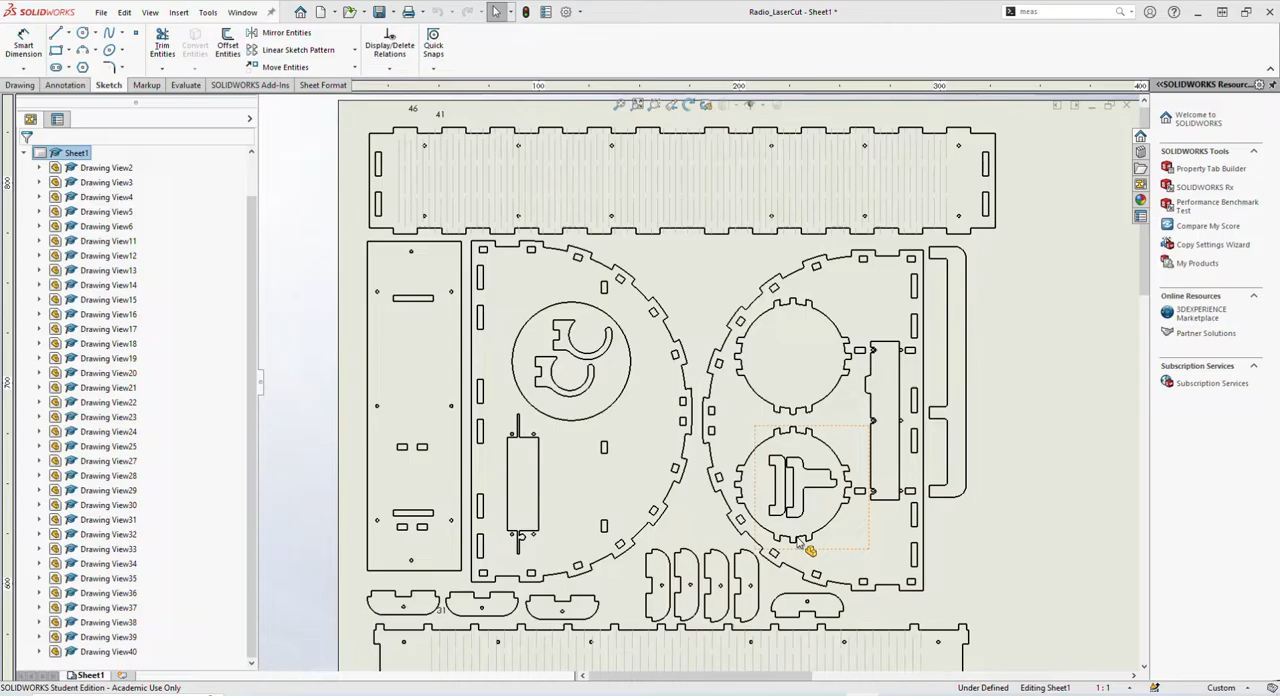 SOLIDWORKS
File
Edit
View
Insert
Tools
Window
Radio_LaserCut - Sheet1 *
meas
Smart
Dimension
Trim
Entities
Convert
Entities
Offset
Entities
Mirror Entities
Linear Sketch Pattern
Move Entities
Display/Delete
Relations
Quick
Snaps
Drawing
Annotation
Sketch
Markup
Evaluate
SOLIDWORKS Add-Ins
Sheet Format
100
200
300
400
SOLIDWORKS Resourc...
Sheet1
Drawing View2
Drawing View3
Drawing View4
Drawing View5
Drawing View6
Drawing View11
Drawing View12
Drawing View13
Drawing View14
Drawing View15
Drawing View16
Drawing View17
Drawing View18
Drawing View19
Drawing View20
Drawing View21
Drawing View22
Drawing View23
Drawing View24
Drawing View25
Drawing View27
Drawing View28
Drawing View29
Drawing View30
Drawing View31
Drawing View32
Drawing View33
Drawing View34
Drawing View35
Drawing View36
Drawing View37
Drawing View38
Drawing View39
Drawing View40
Sheet1
800
700
600
46
41
31
Welcome to
SOLIDWORKS
SOLIDWORKS Tools
Property Tab Builder
SOLIDWORKS Rx
Performance Benchmark
Test
Compare My Score
Copy Settings Wizard
My Products
Online Resources
3DEXPERIENCE
Marketplace
Partner Solutions
Subscription Services
Subscription Services
SOLIDWORKS Student Edition - Academic Use Only
Under Defined
Editing Sheet1
1 : 1
Custom